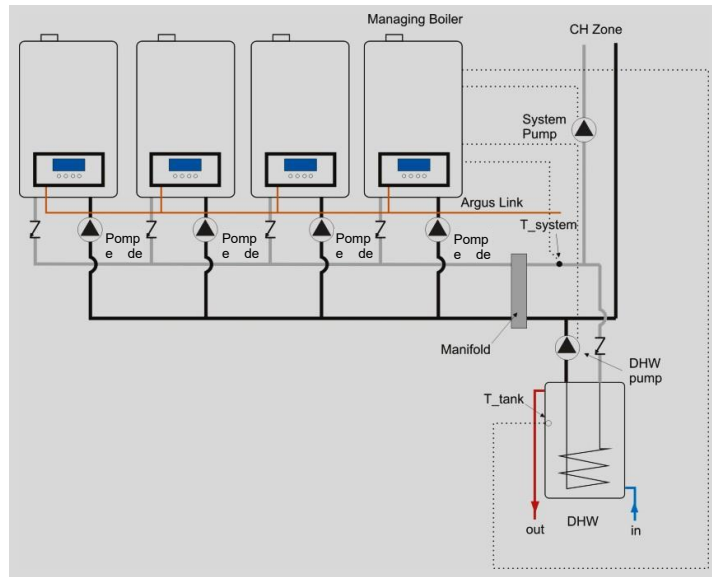 Managing Boiler
CH Zone
System
Pump
Argus Link
T_system
Pomp
e de
Pomp
e de
Pomp
e de
Pomp
e de
Manifold
DHW
pump
T_tank
out
DHW
in